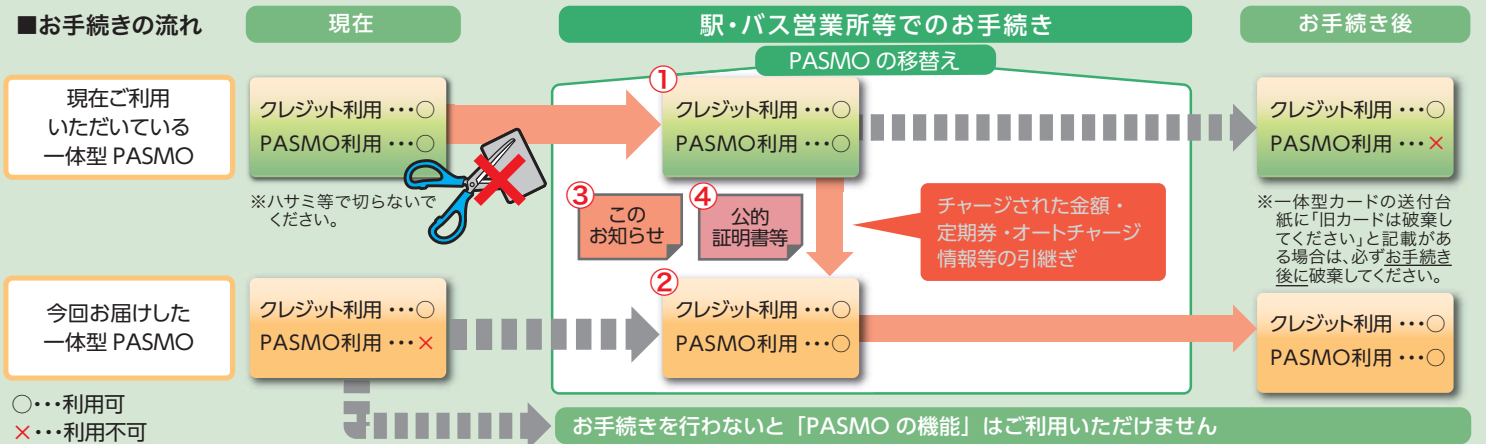 ■お手続きの流れ
現在
駅・バス営業所等でのお手続き
お手続き後
PASMO の移替え
現在ご利用
いただいている
一体型 PASMO
クレジット利用 ・・・○
PASMO利用 ・・・○
※ハサミ等で切らないで
ください。
①
クレジット利用 ・・・○
PASMO利用 ・・・○
クレジット利用 ・・・○
PASMO利用 ・・・×
③
この
お知らせ
④
公的
証明書等
チャージされた金額・
定期券・オートチャージ
情報等の引継ぎ
※一体型カードの送付台
紙に「旧カードは破棄し
てください」と記載があ
る場合は、必ずお手続き
後に破棄してください。
今回お届けした
一体型 PASMO
クレジット利用 ・・・○
PASMO利用 ・・・×
②
クレジット利用 ・・・○
PASMO利用 ・・・○
クレジット利用 ・・・○
PASMO利用 ・・・○
○・・・利用可
×・・・利用不可
お手続きを行わないと「PASMO の機能」はご利用いただけません